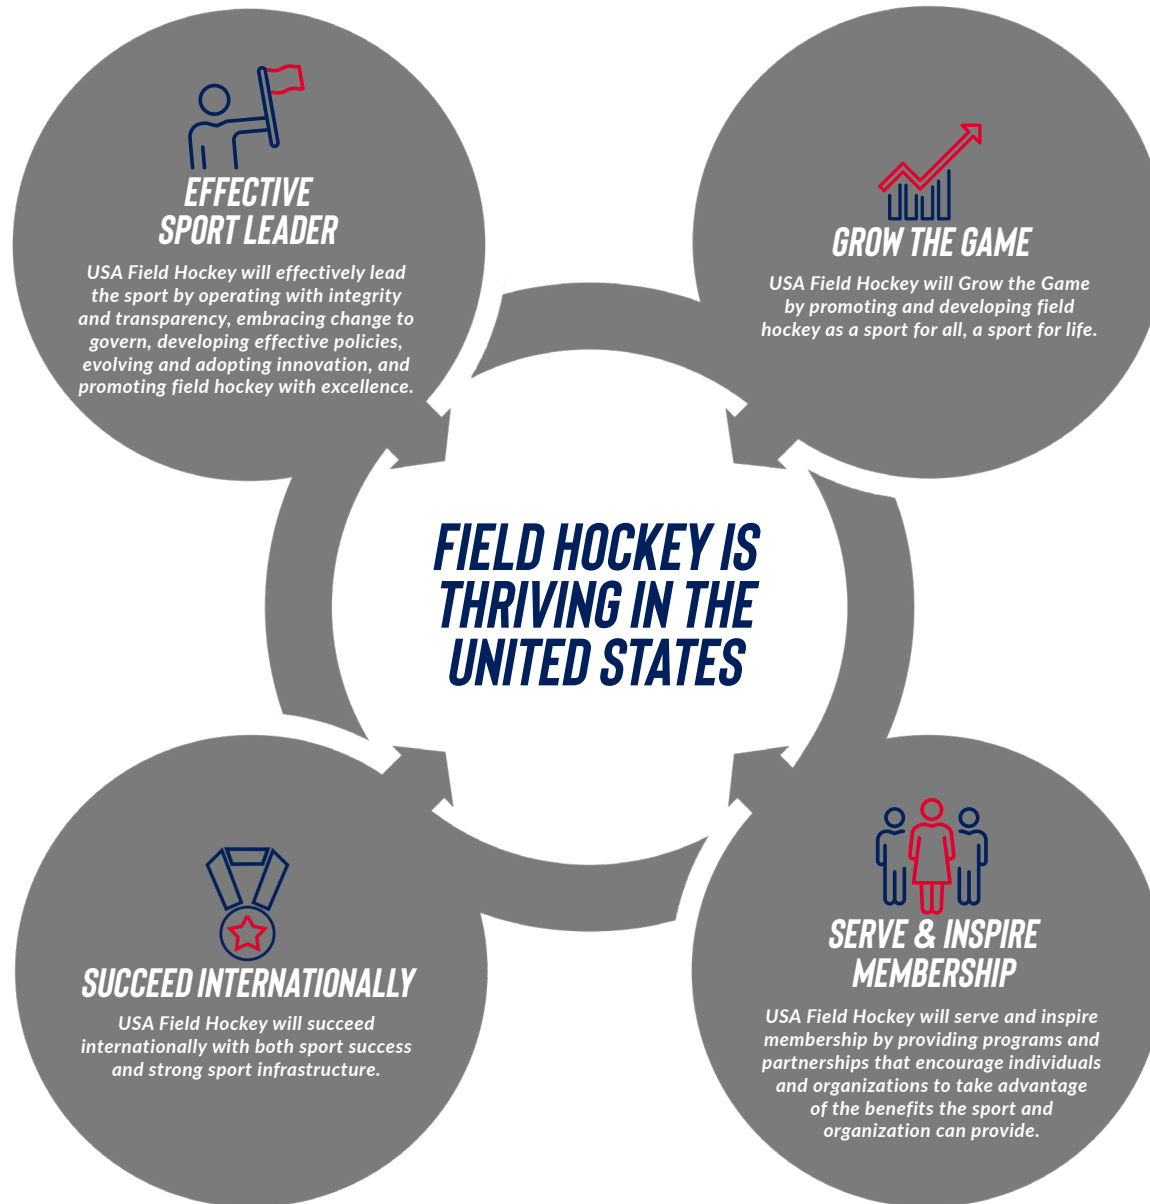 EFFECTIVE
SPORT LEADER
USA Field Hockey will effectively lead
the sport by operating with integrity
and transparency, embracing change to
govern, developing effective policies,
evolving and adopting innovation, and
promoting field hockey with excellence.
GROW THE GAME
USA Field Hockey will Grow the Game
by promoting and developing field
hockey as a sport for all, a sport for life.
FIELD HOCKEY IS
THRIVING IN THE
UNITED STATES
SUCCEED INTERNATIONALLY
USA Field Hockey will succeed
internationally with both sport success
and strong sport infrastructure.
SERVE & INSPIRE
MEMBERSHIP
USA Field Hockey will serve and inspire
membership by providing programs and
partnerships that encourage individuals
and organizations to take advantage
of the benefits the sport and
organization can provide.